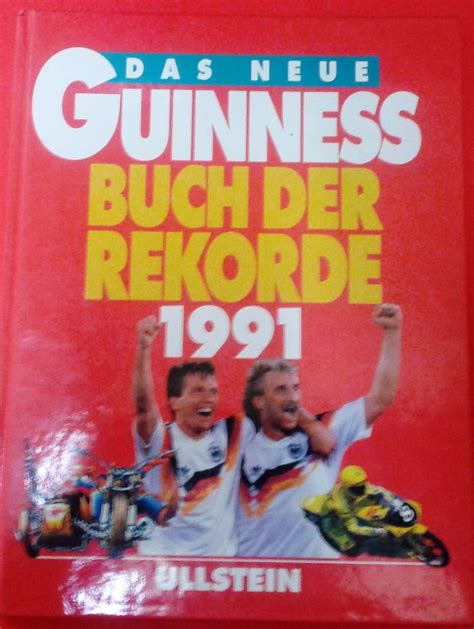 DAS NEUE
GUINNESS
BUCH DER
REKORDE
1991
ULLSTEIN